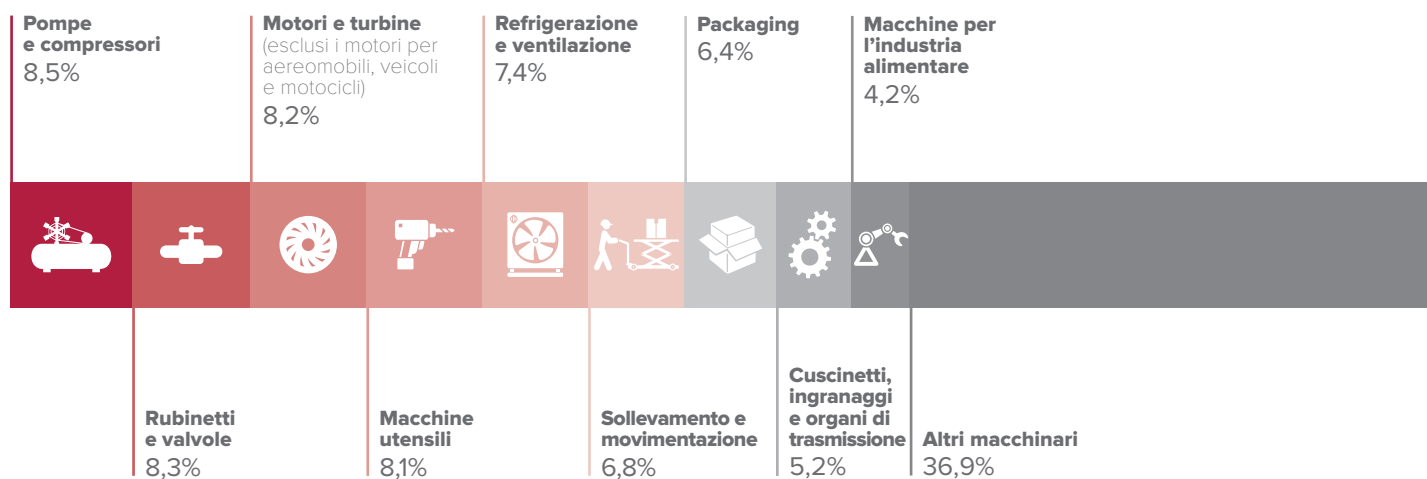 Pompe
e compressori
8,5%
Motori e turbine
(esclusi i motori per
aereomobili, veicoli
e motocicli)
8,2%
Refrigerazione
e ventilazione
7,4%
Packaging
6,4%
Macchine per
l’industria
alimentare
4,2%
Rubinetti
e valvole
8,3%
Macchine
utensili
8,1%
Sollevamento e
movimentazione
6,8%
Cuscinetti,
ingranaggi
e organi di
trasmissione
5,2%
Altri macchinari
36,9%